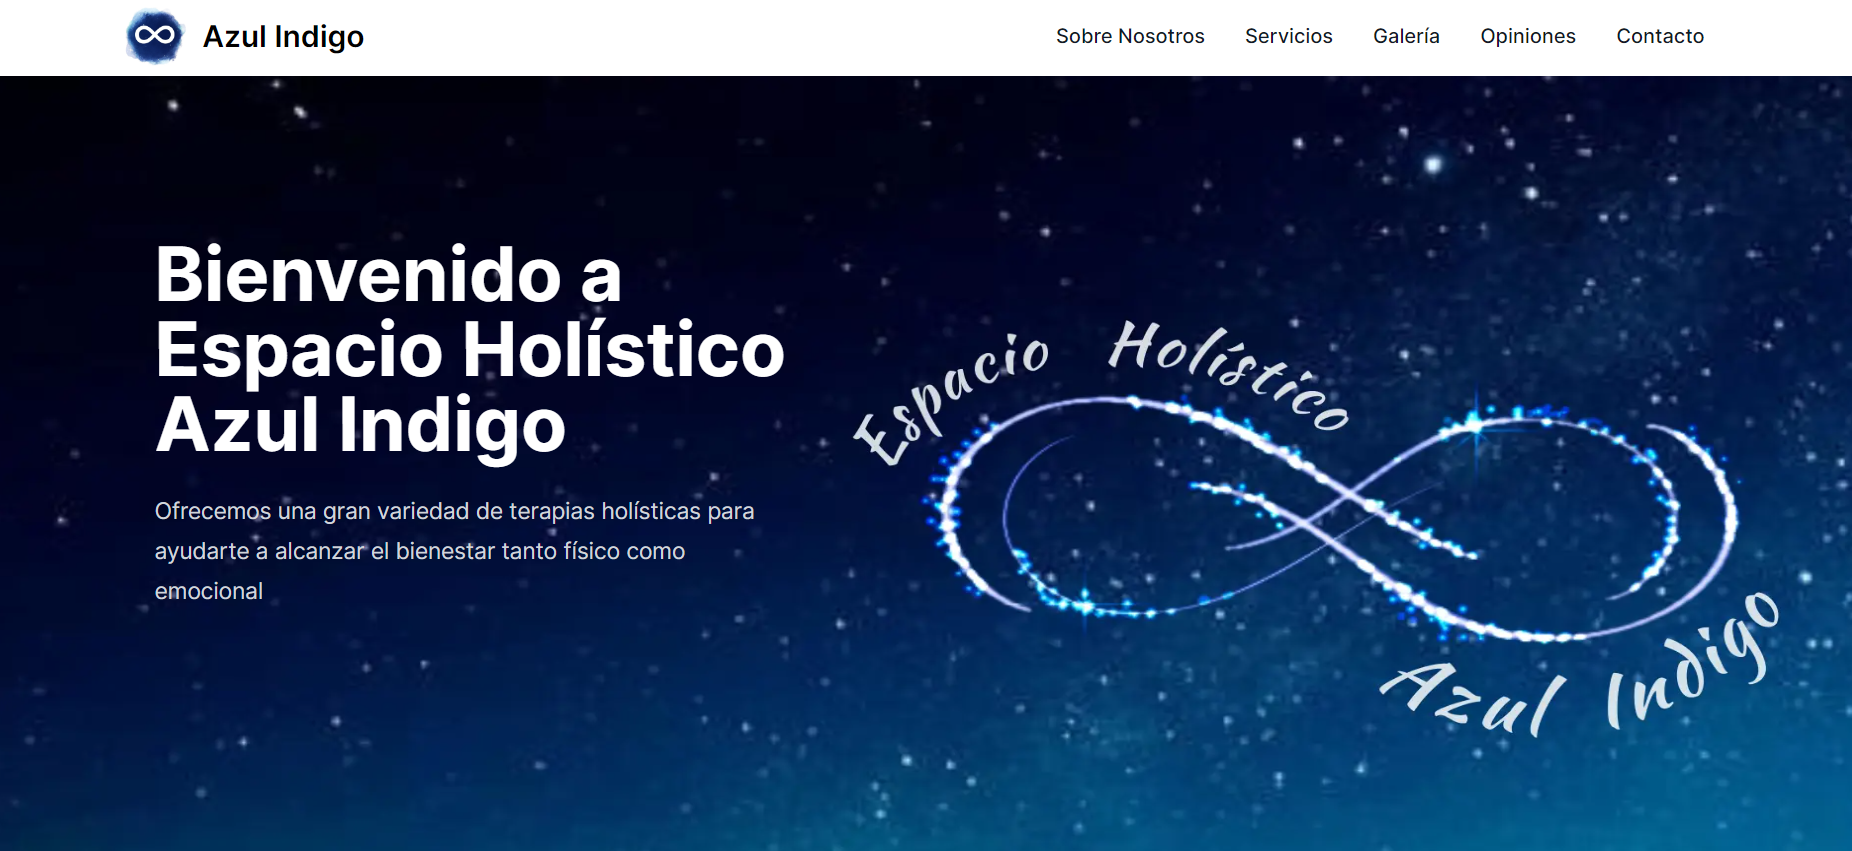 Azul Indigo
Sobre Nosotros
Servicios
Galería
Opiniones
Contacto
Bienvenido a
Espacio Holístico
Azul Indigo
Ofrecemos una gran variedad de terapias holísticas para
ayudarte a alcanzar el bienestar tanto físico como
emocional
Espacio Holístico
Azul Indigo